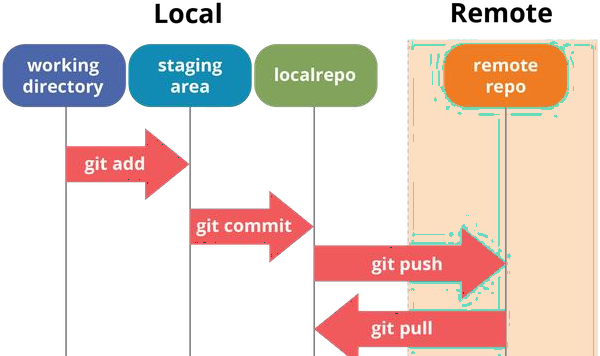 Local
Remote
working
directory
staging
area
localrepo
remote
repo
git add
git commit
git push
git pull